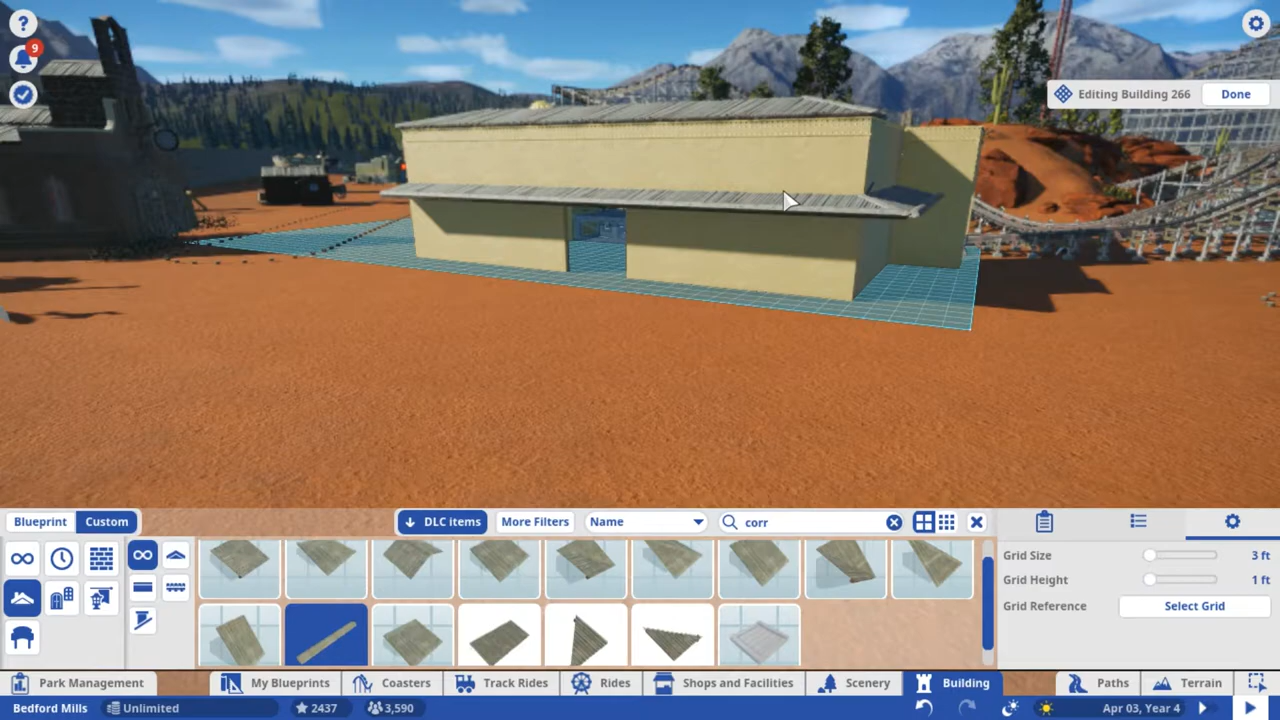 ?
9
Editing Building 266 Done
Blueprint Custom DLC items More Filters Name corr
Grid Size 3 ft
Grid Height 1 ft
Grid Reference Select Grid
Park Management My Blueprints Coasters Track Rides Rides Shops and Facilities Scenery Building Paths Terrain
Bedford Mills Unlimited 2437 3,590 Apr 03, Year 4